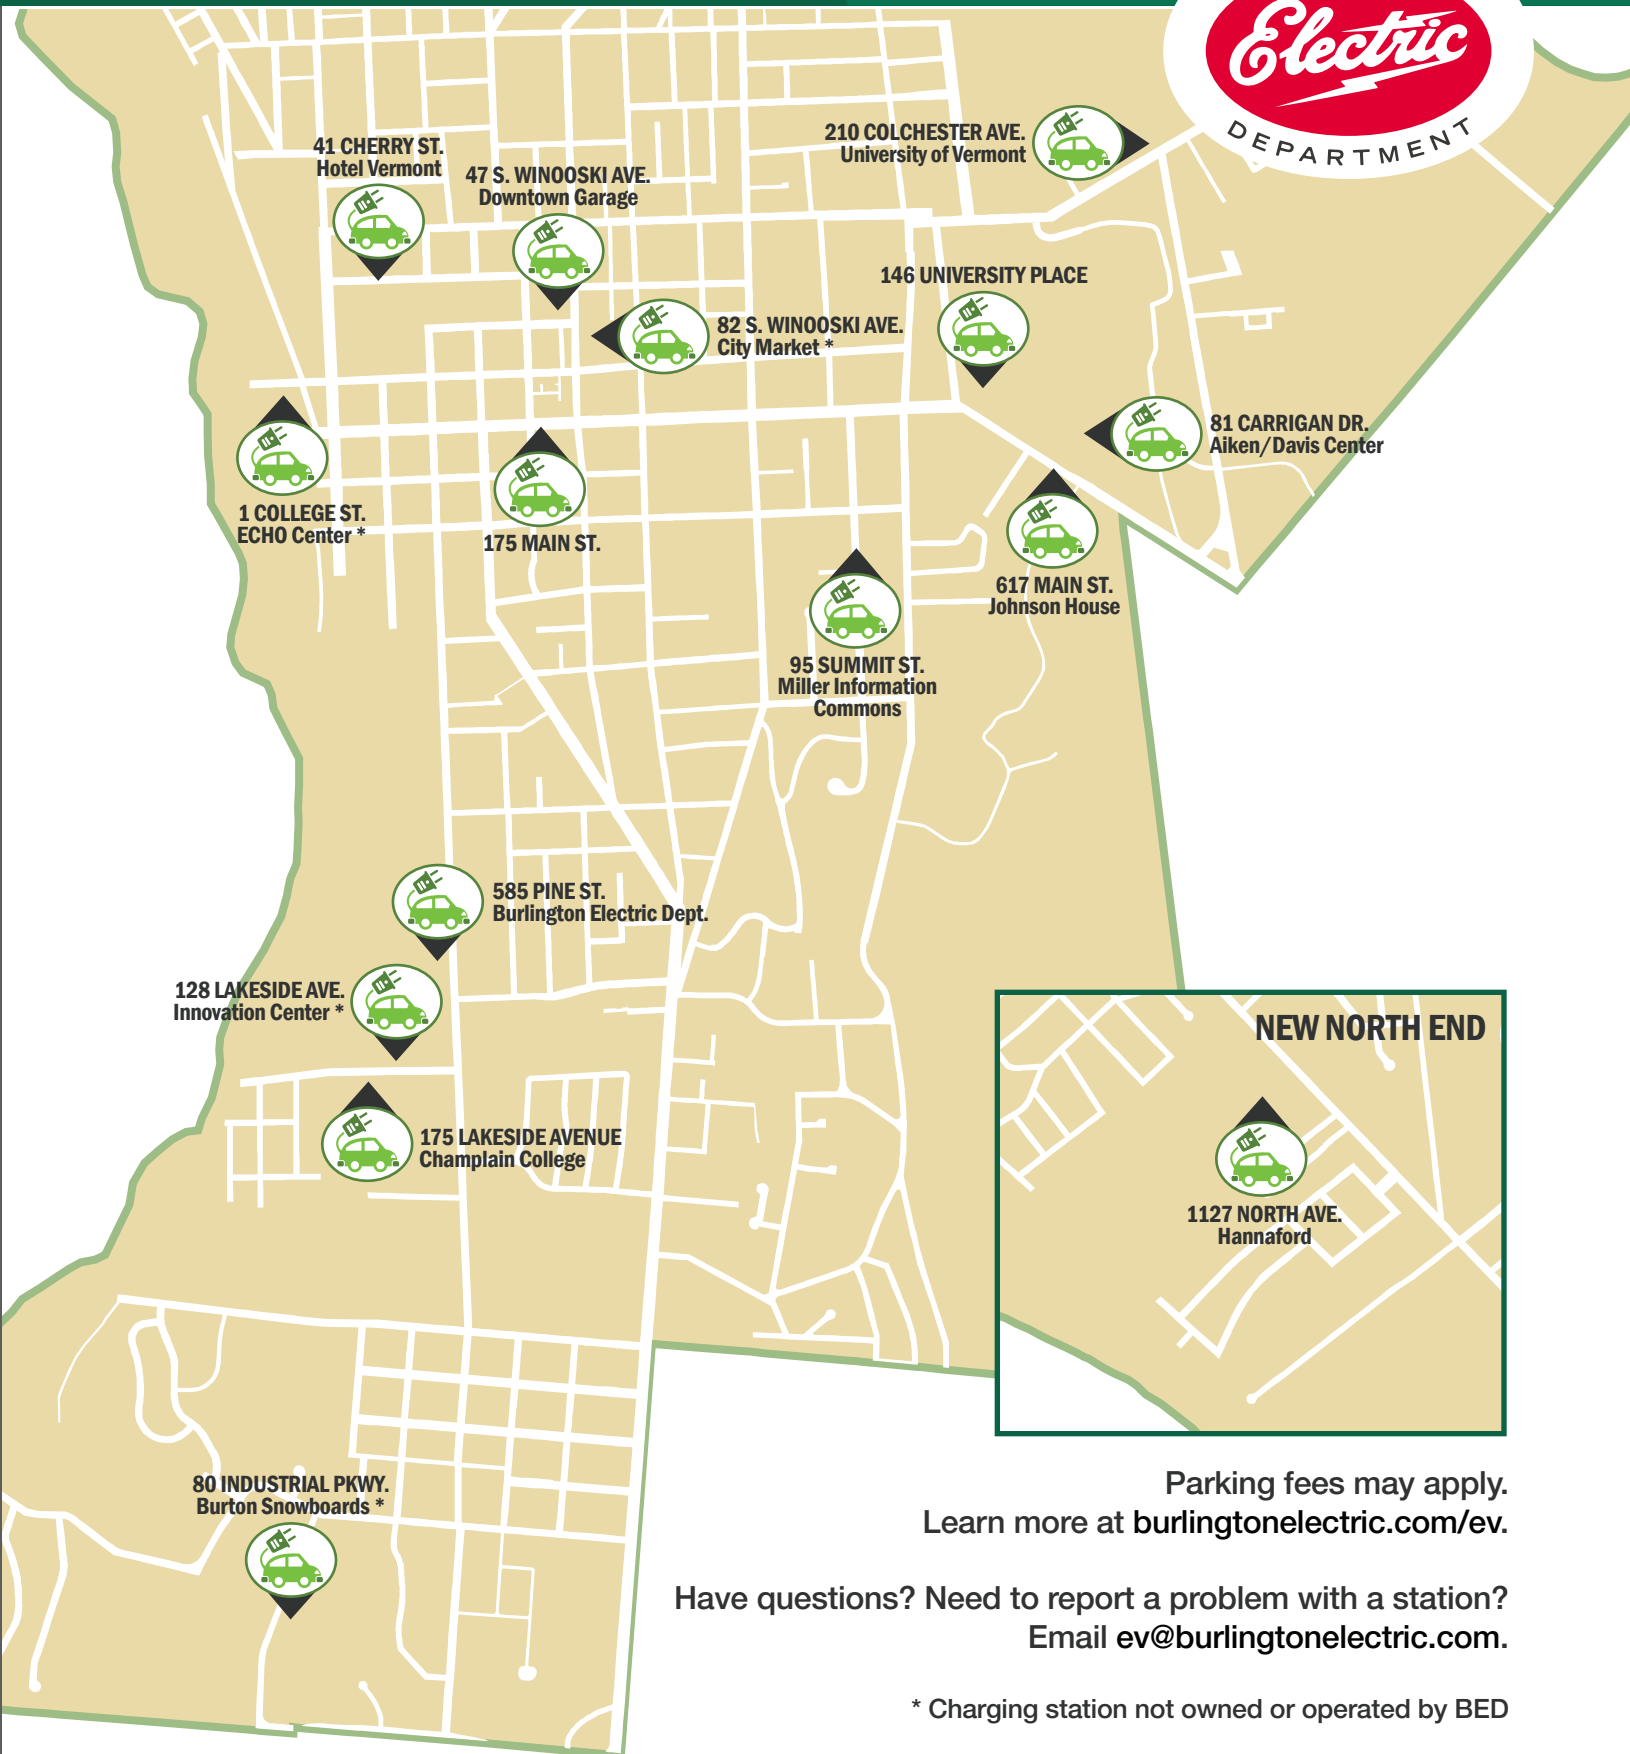 Electric
DEPARTMENT
210 COLCHESTER AVE.
University of Vermont
41 CHERRY ST.
Hotel Vermont
47 S. WINOOSKI AVE.
Downtown Garage
146 UNIVERSITY PLACE
82 S. WINOOSKI AVE.
City Market *
81 CARRIGAN DR.
Aiken/Davis Center
1 COLLEGE ST.
ECHO Center *
175 MAIN ST.
617 MAIN ST.
Johnson House
95 SUMMIT ST.
Miller Information
Commons
585 PINE ST.
Burlington Electric Dept.
128 LAKESIDE AVE.
Innovation Center *
175 LAKESIDE AVENUE
Champlain College
NEW NORTH END
1127 NORTH AVE.
Hannaford
80 INDUSTRIAL PKWY.
Burton Snowboards *
Parking fees may apply.
Learn more at burlingtonelectric.com/ev.
Have questions? Need to report a problem with a station?
Email ev@burlingtonelectric.com.
* Charging station not owned or operated by BED